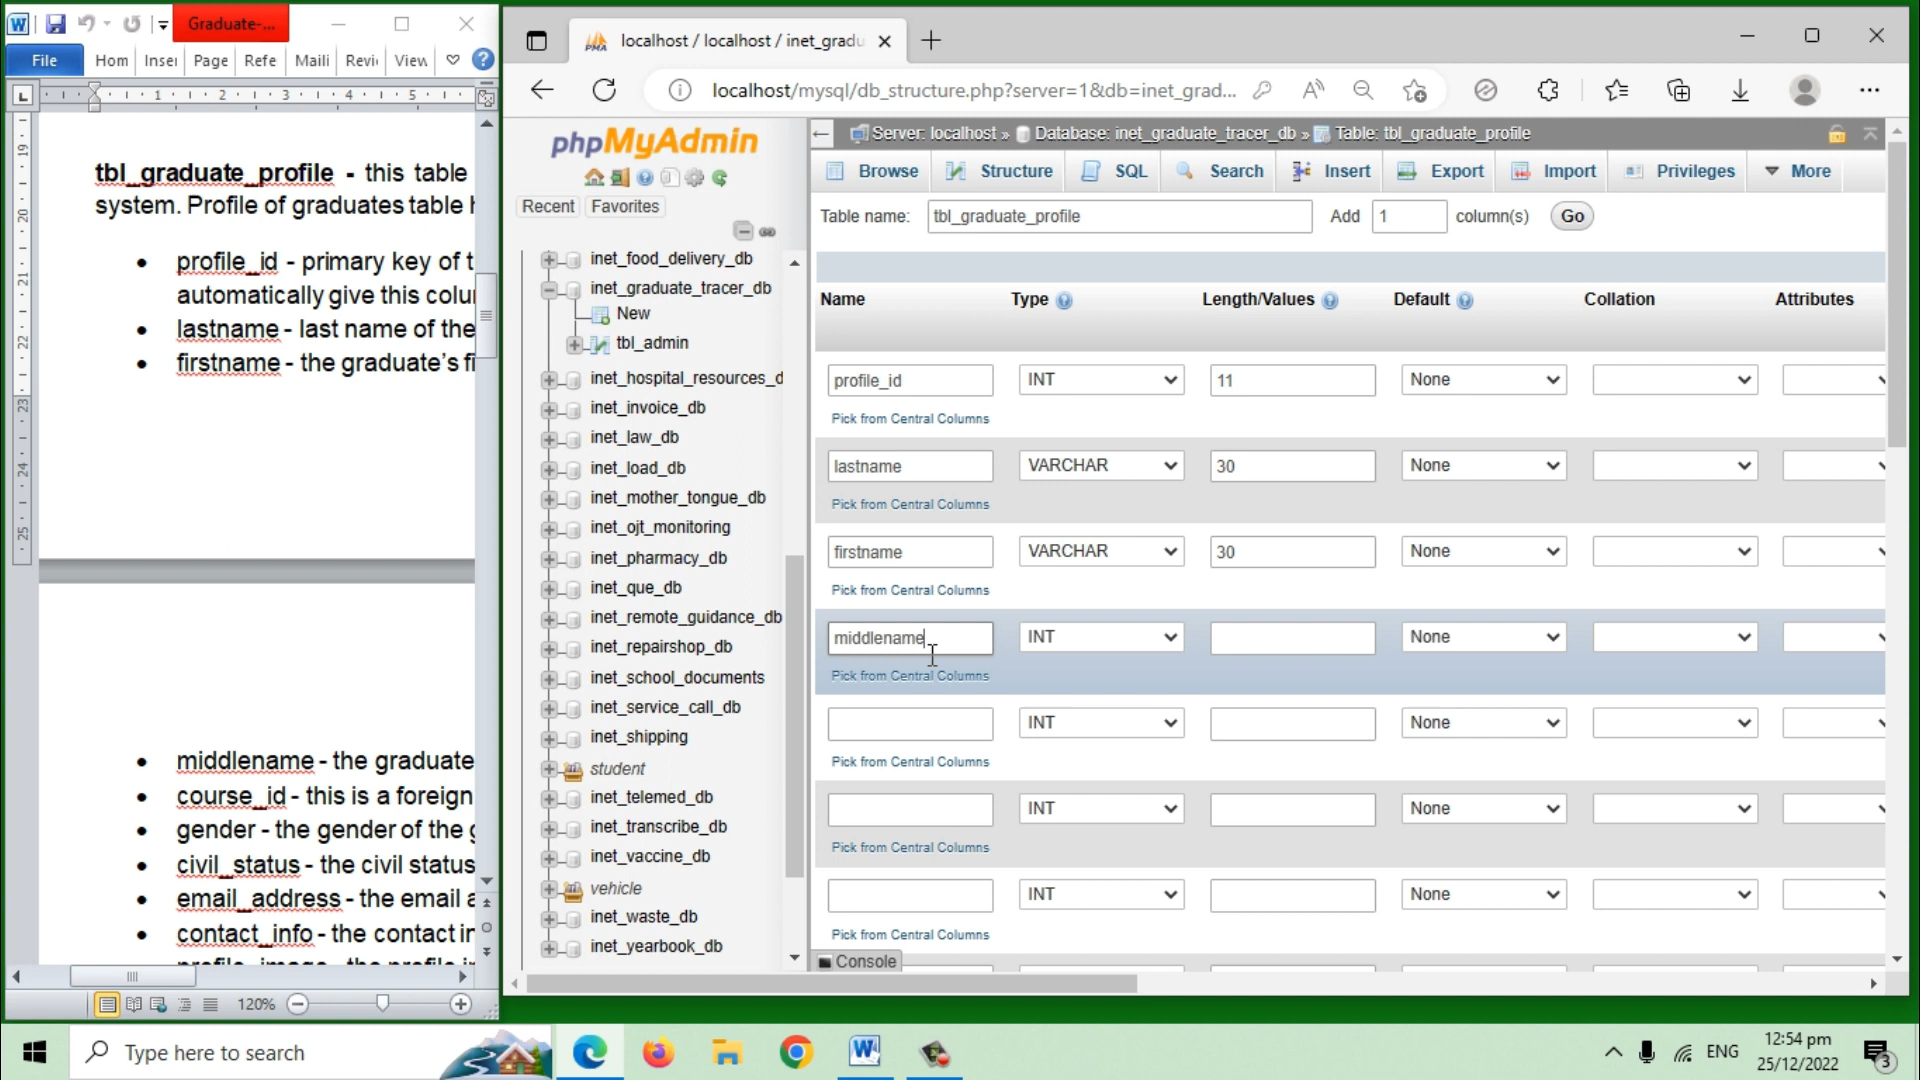 Graduate-...
File Hom Inser Page Refe Maili Revi View
1 2 3 4 5
tbl_graduate_profile - this table
system. Profile of graduates table
profile_id - primary key of t
automatically give this colu
lastname - last name of the
firstname - the graduate's fi
middlename - the graduate
course_id - this is a foreign
gender - the gender of the g
civil_status - the civil status
email_address - the email a
contact_info - the contact in
120%
localhost / localhost / inet_gradu
localhost/mysql/db_structure.php?server=1&db=inet_grad...
phpMyAdmin
Recent Favorites
inet_food_delivery_db
inet_graduate_tracer_db
New
tbl_admin
inet_hospital_resources_d
inet_invoice_db
inet_law_db
inet_load_db
inet_mother_tongue_db
inet_ojt_monitoring
inet_pharmacy_db
inet_que_db
inet_remote_guidance_db
inet_repairshop_db
inet_school_documents
inet_service_call_db
inet_shipping
student
inet_telemed_db
inet_transcribe_db
inet_vaccine_db
vehicle
inet_waste_db
inet_yearbook_db
Server: localhost » Database: inet_graduate_tracer_db » Table: tbl_graduate_profile
Browse Structure SQL Search Insert Export Import Privileges More
Table name: tbl_graduate_profile Add 1 column(s) Go
Name Type Length/Values Default Collation Attributes
profile_id INT 11 None
Pick from Central Columns
lastname VARCHAR 30 None
Pick from Central Columns
firstname VARCHAR 30 None
Pick from Central Columns
middlename INT None
Pick from Central Columns
INT None
Pick from Central Columns
INT None
Pick from Central Columns
INT None
Pick from Central Columns
Console
Type here to search
ENG
12:54 pm
25/12/2022
3